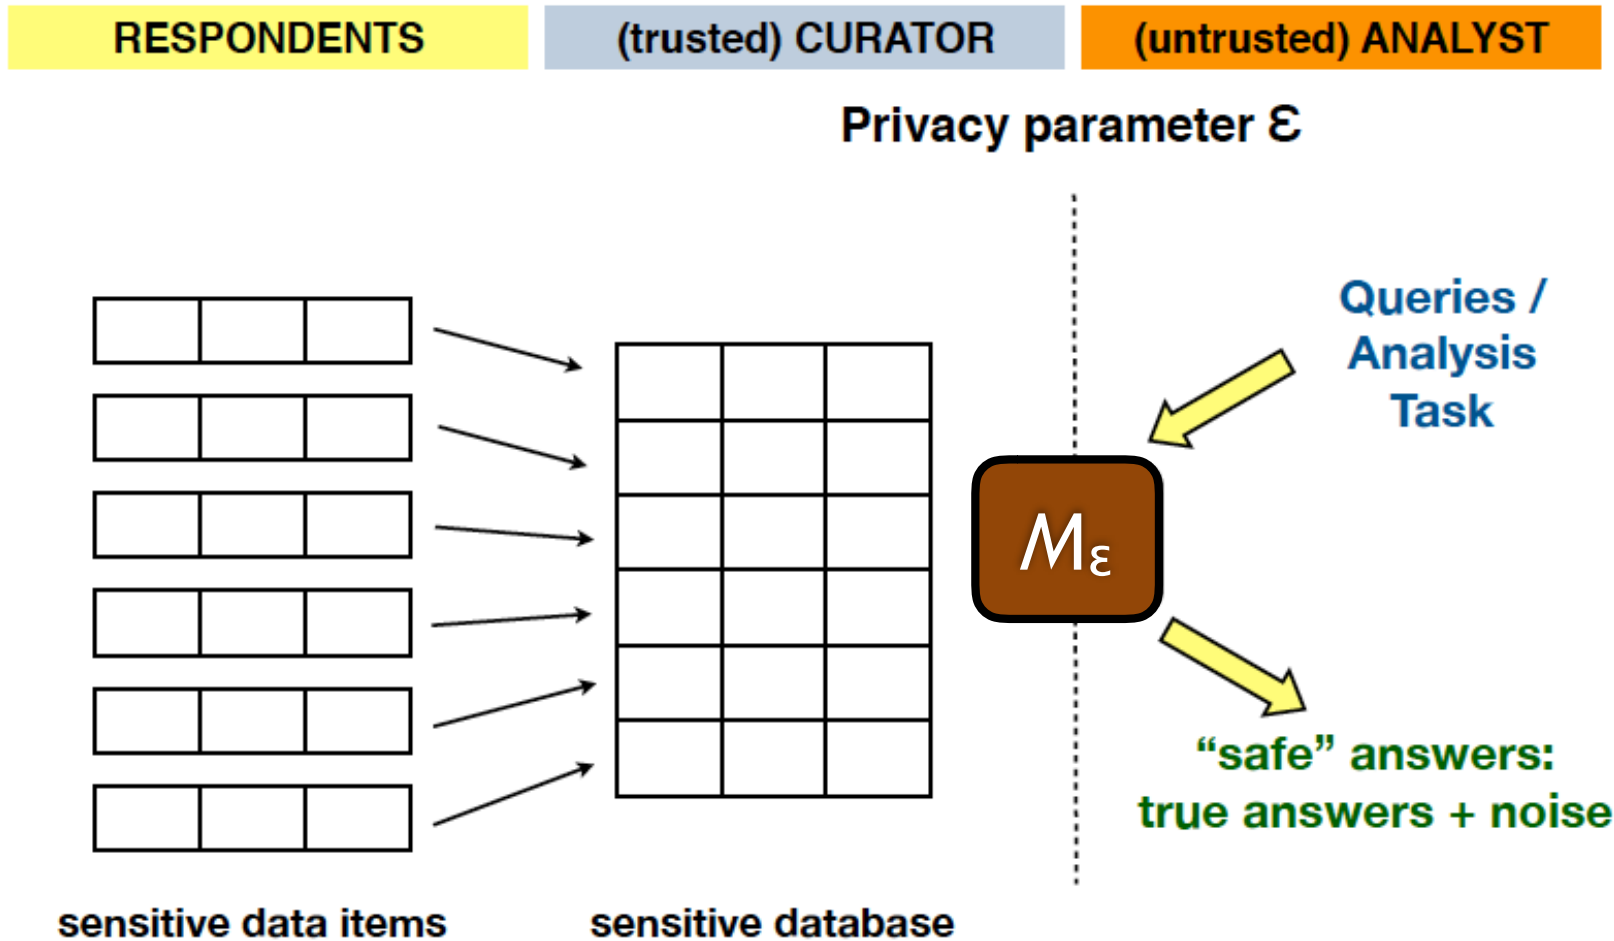 RESPONDENTS
(trusted) CURATOR
(untrusted) ANALYST
Privacy parameter ε
Queries /
Analysis
Task
Mε
“safe” answers:
true answers + noise
sensitive data items
sensitive database